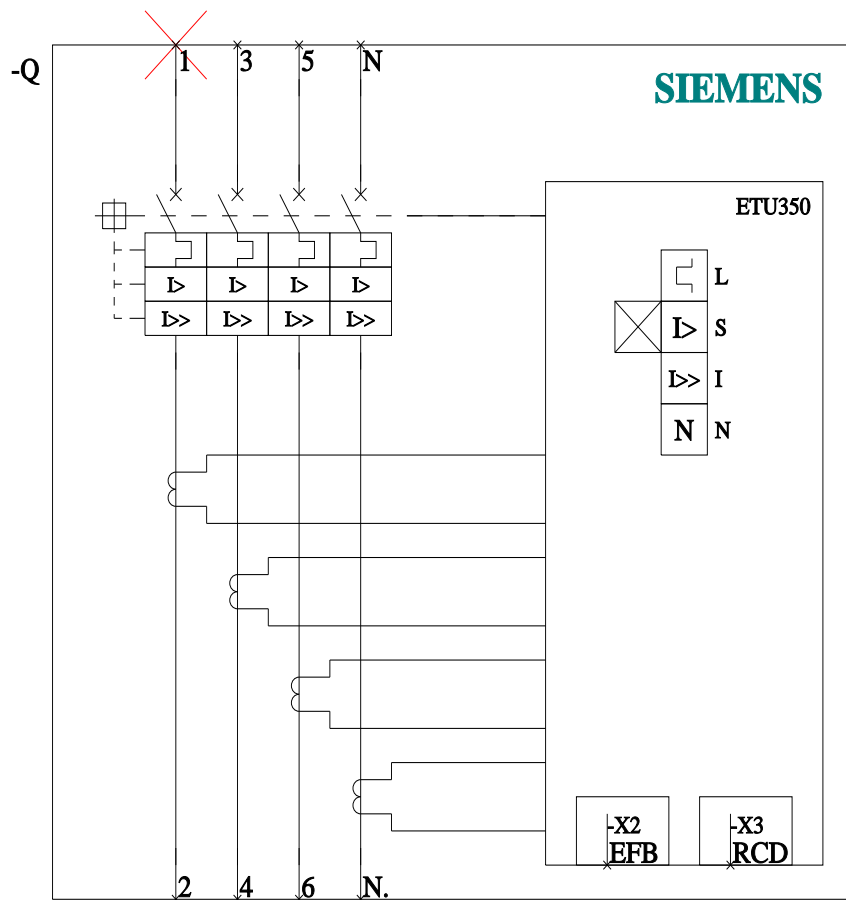 1 3 5 N
-Q
SIEMENS
ETU350
I> I> I> I>
I>> I>> I>> I>>
L
I> S
I>> I
N N
-X2 -X3
EFB RCD
2 4 6 N.